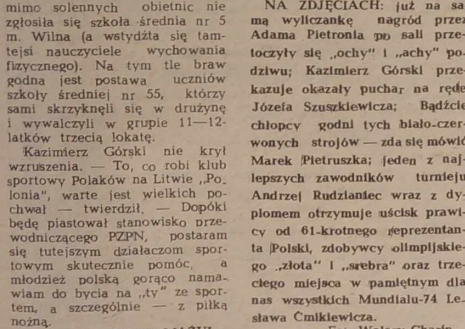 mimo solennych obietnic nie
zgłosiła się szkoła średnia nr 5
m. Wilna (a wstydźta się tam-
tejsi nauczyciele wychowania
fizycznego). Na tym tle braw
godna jest postawa uczniów
szkoły średniej nr 55, którzy
sami skrzyknęli się w drużynę
i wywalczyli w grupie 11—12-
latków trzecią lokatę.
Kazimierz Górski nie krył
wzruszenia. — To, co robi klub
sportowy Polaków na Litwie „Po-
lonia", warte jest wielkich po-
chwał — twierdził. — Dopóki
będę piastował stanowisko prze-
wodniczącego PZPN, postaram
się tutejszym działaczom spor-
towym skutecznie pomóc, a
młodzież polską gorąco nama-
wiam do bycia na „ty" ze spor-
tem, a szczególnie — z piłką
nożną.
NA ZDJĘCIACH: już na sa-
mą wyliczankę nagród przez
Adama Pietronia po sali prze-
toczyły się „ochy" i „achy" po-
dziwu; Kazimierz Górski prze-
kazuje okazały puchar na ręde
Józefa Szuszkiewicza; Bądźcie
chłopcy godni tych biało-czer-
wonych strojów — zda się mówić
Marek Pietruszka; jeden z naj-
lepszych zawodników turnieju
Andrzej Rudzianiec wraz z dy-
plomem otrzymuje uścisk prawi-
cy od 61-krotnego reprezentan-
ta Polski, zdobywcy olimpijskie-
go „złota" i „srebra" oraz trze-
ciego miejsca w pamiętnym dla
nas wszystkich Mundialu-74 Le-
sława Ćmikiewicza.